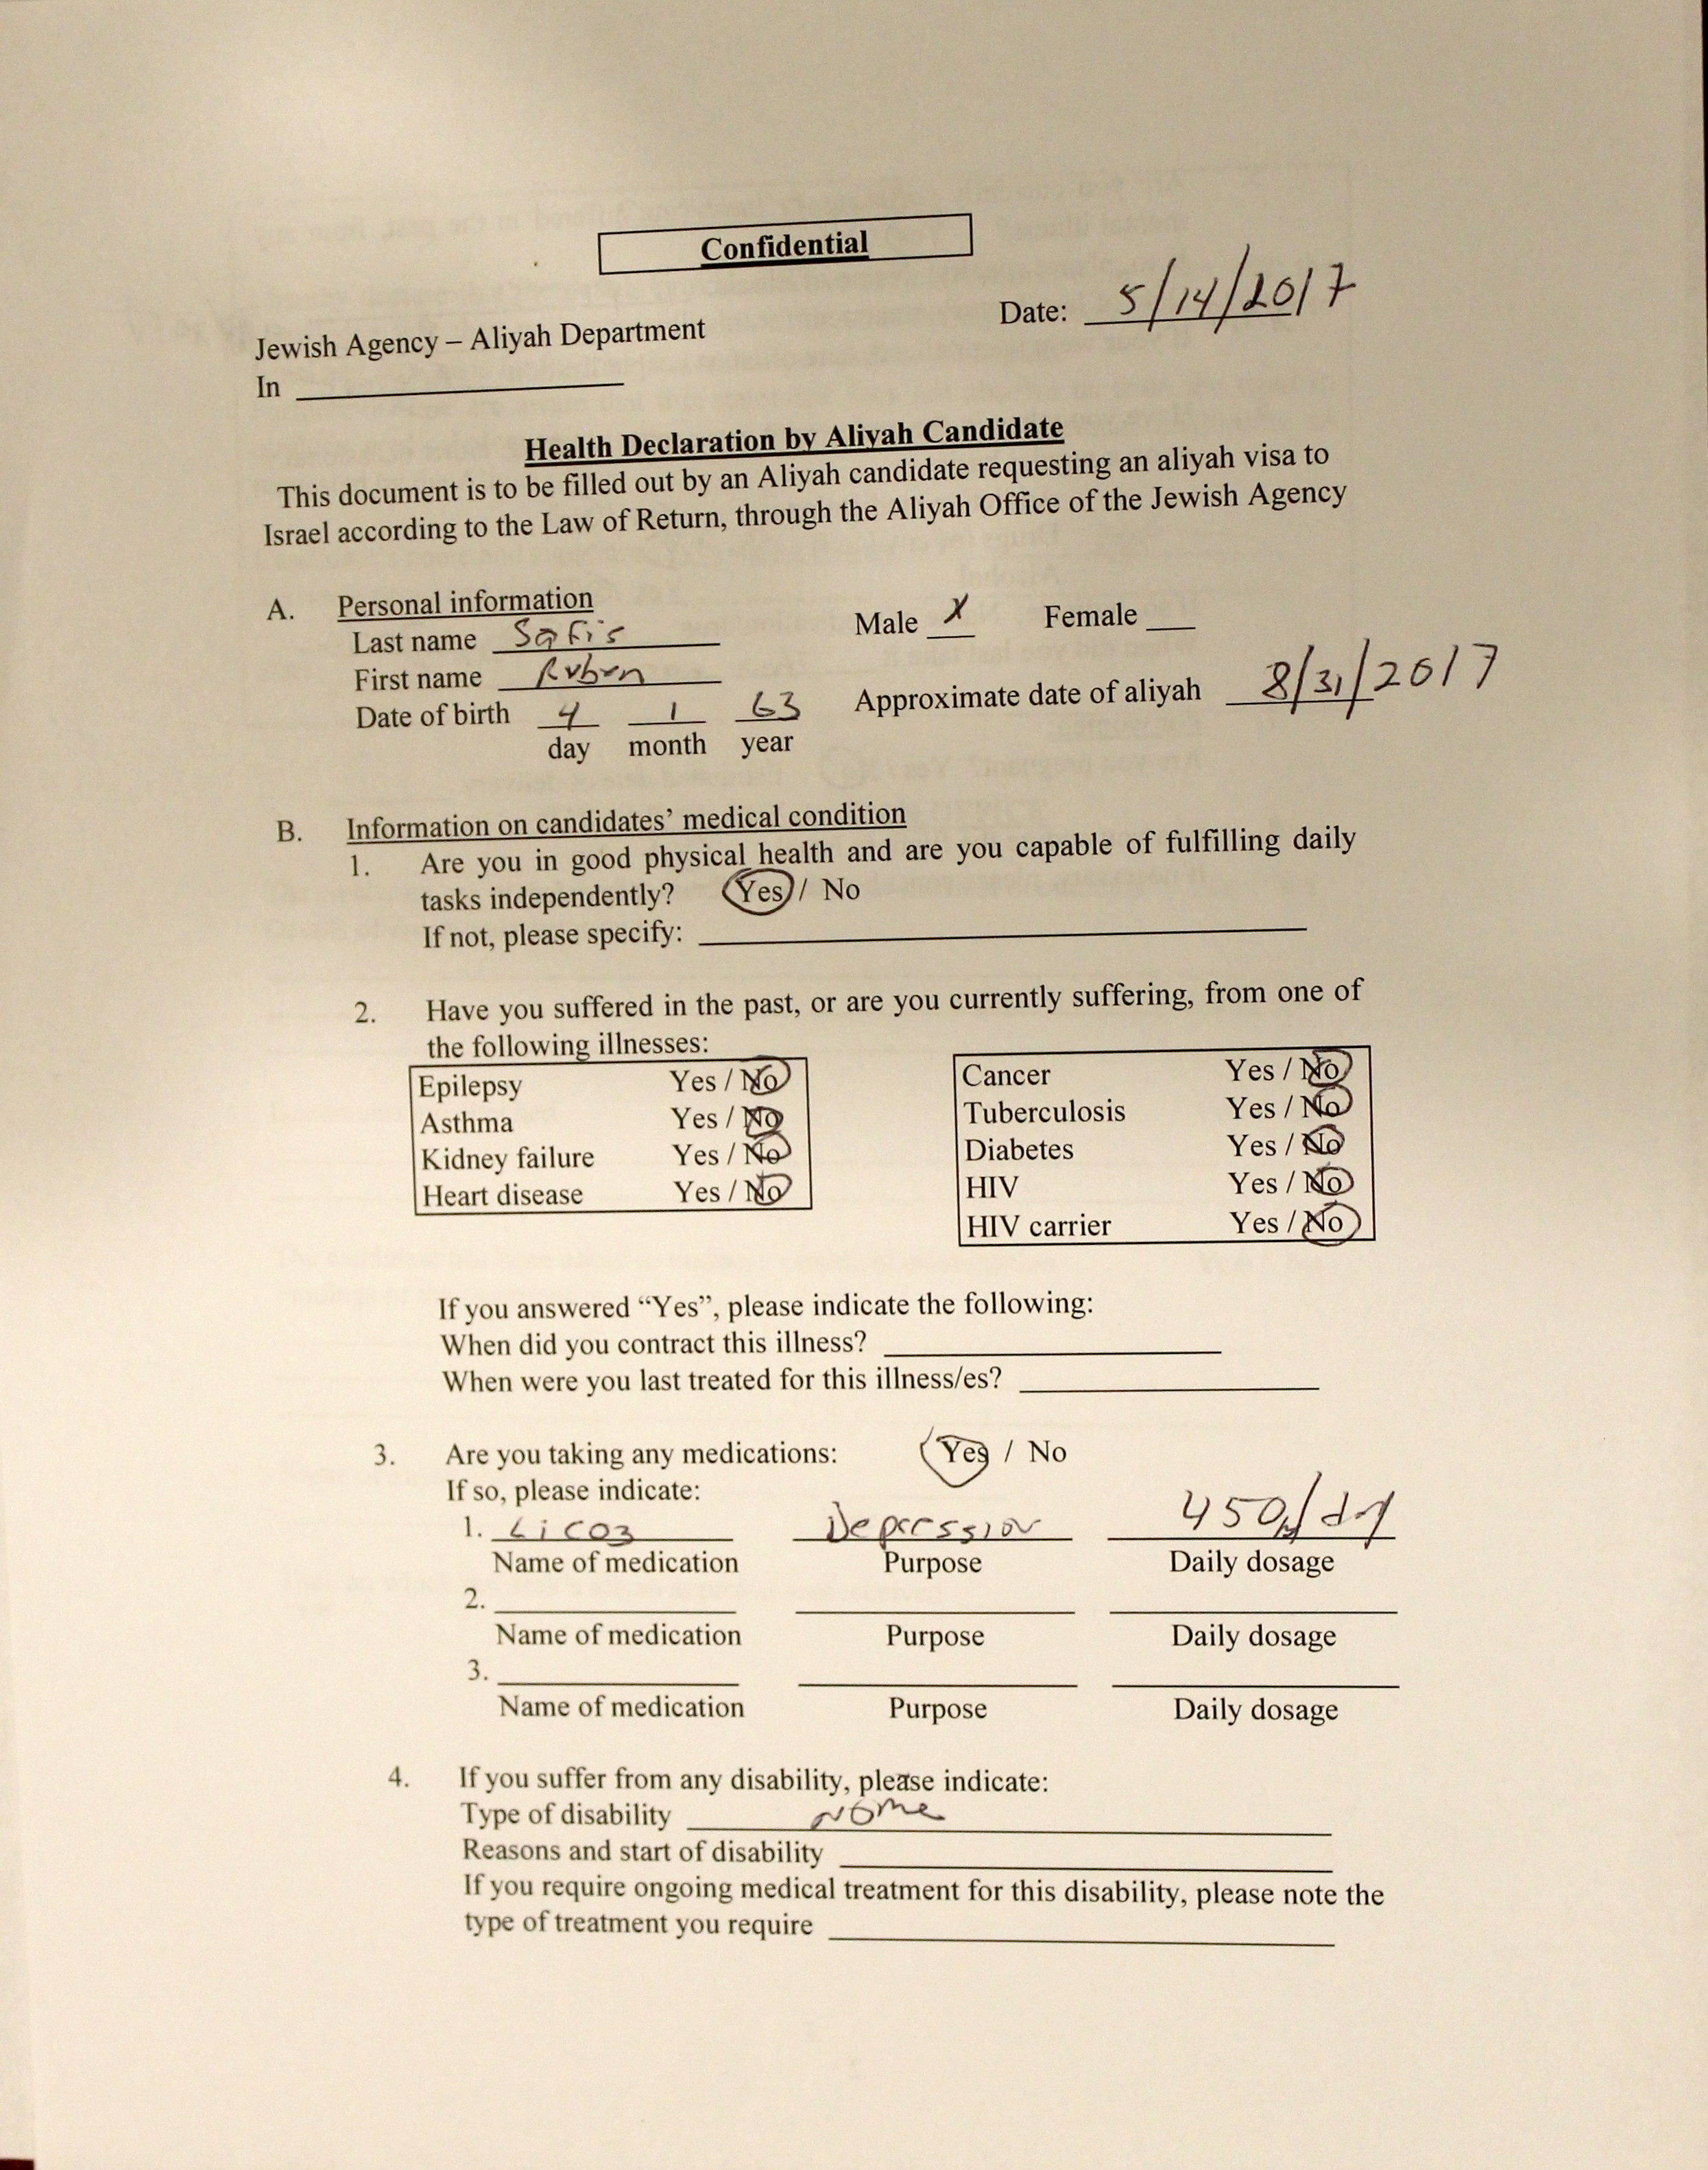 Confidential
Date: 5/14/2017
Jewish Agency – Aliyah Department
In
Health Declaration by Aliyah Candidate
This document is to be filled out by an Aliyah candidate requesting an aliyah visa to
Israel according to the Law of Return, through the Aliyah Office of the Jewish Agency
A. Personal information
Male X Female
Last name Safis
First name Ruben
Date of birth 4 1 63 Approximate date of aliyah 8/31/2017
day month year
B. Information on candidates' medical condition
1. Are you in good physical health and are you capable of fulfilling daily
tasks independently? Yes / No
If not, please specify:
2. Have you suffered in the past, or are you currently suffering, from one of
the following illnesses:
Epilepsy Yes / No
Asthma Yes / No
Kidney failure Yes / No
Heart disease Yes / No
Cancer Yes / No
Tuberculosis Yes / No
Diabetes Yes / No
HIV Yes / No
HIV carrier Yes / No
If you answered “Yes”, please indicate the following:
When did you contract this illness?
When were you last treated for this illness/es?
3. Are you taking any medications: Yes / No
If so, please indicate:
1. Lico3 Depression 450
Name of medication Purpose Daily dosage
2.
Name of medication Purpose Daily dosage
3.
Name of medication Purpose Daily dosage
4. If you suffer from any disability, please indicate:
Type of disability None
Reasons and start of disability
If you require ongoing medical treatment for this disability, please note the
type of treatment you require